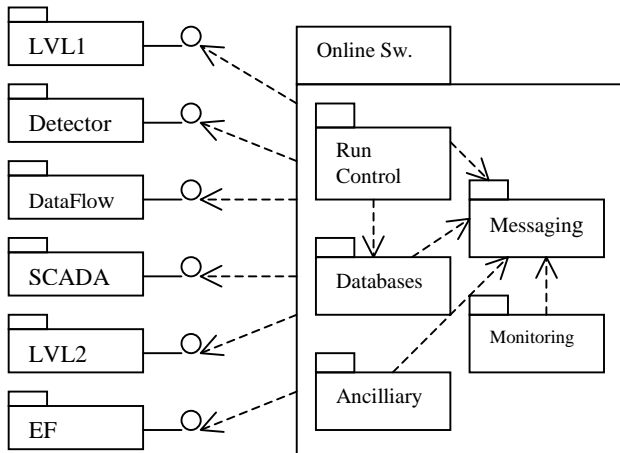 LVL1
Detector
DataFlow
SCADA
LVL2
EF
Online Sw.
Run
Control
Messaging
Databases
Monitoring
Ancilliary